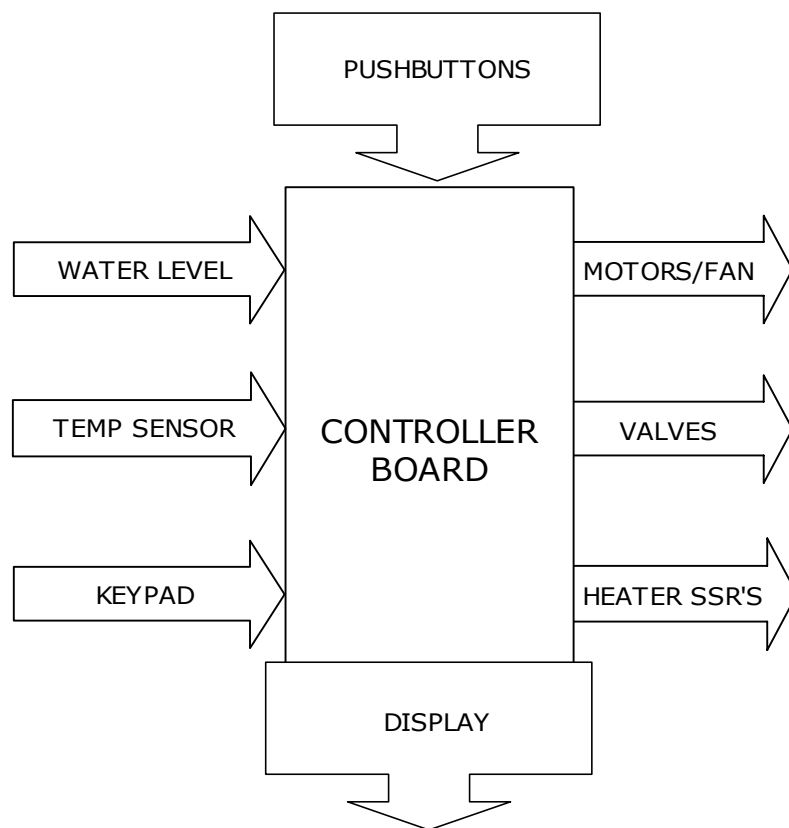 PUSHBUTTONS
WATER LEVEL
MOTORS/FAN
TEMP SENSOR
CONTROLLER
BOARD
VALVES
KEYPAD
HEATER SSR'S
DISPLAY